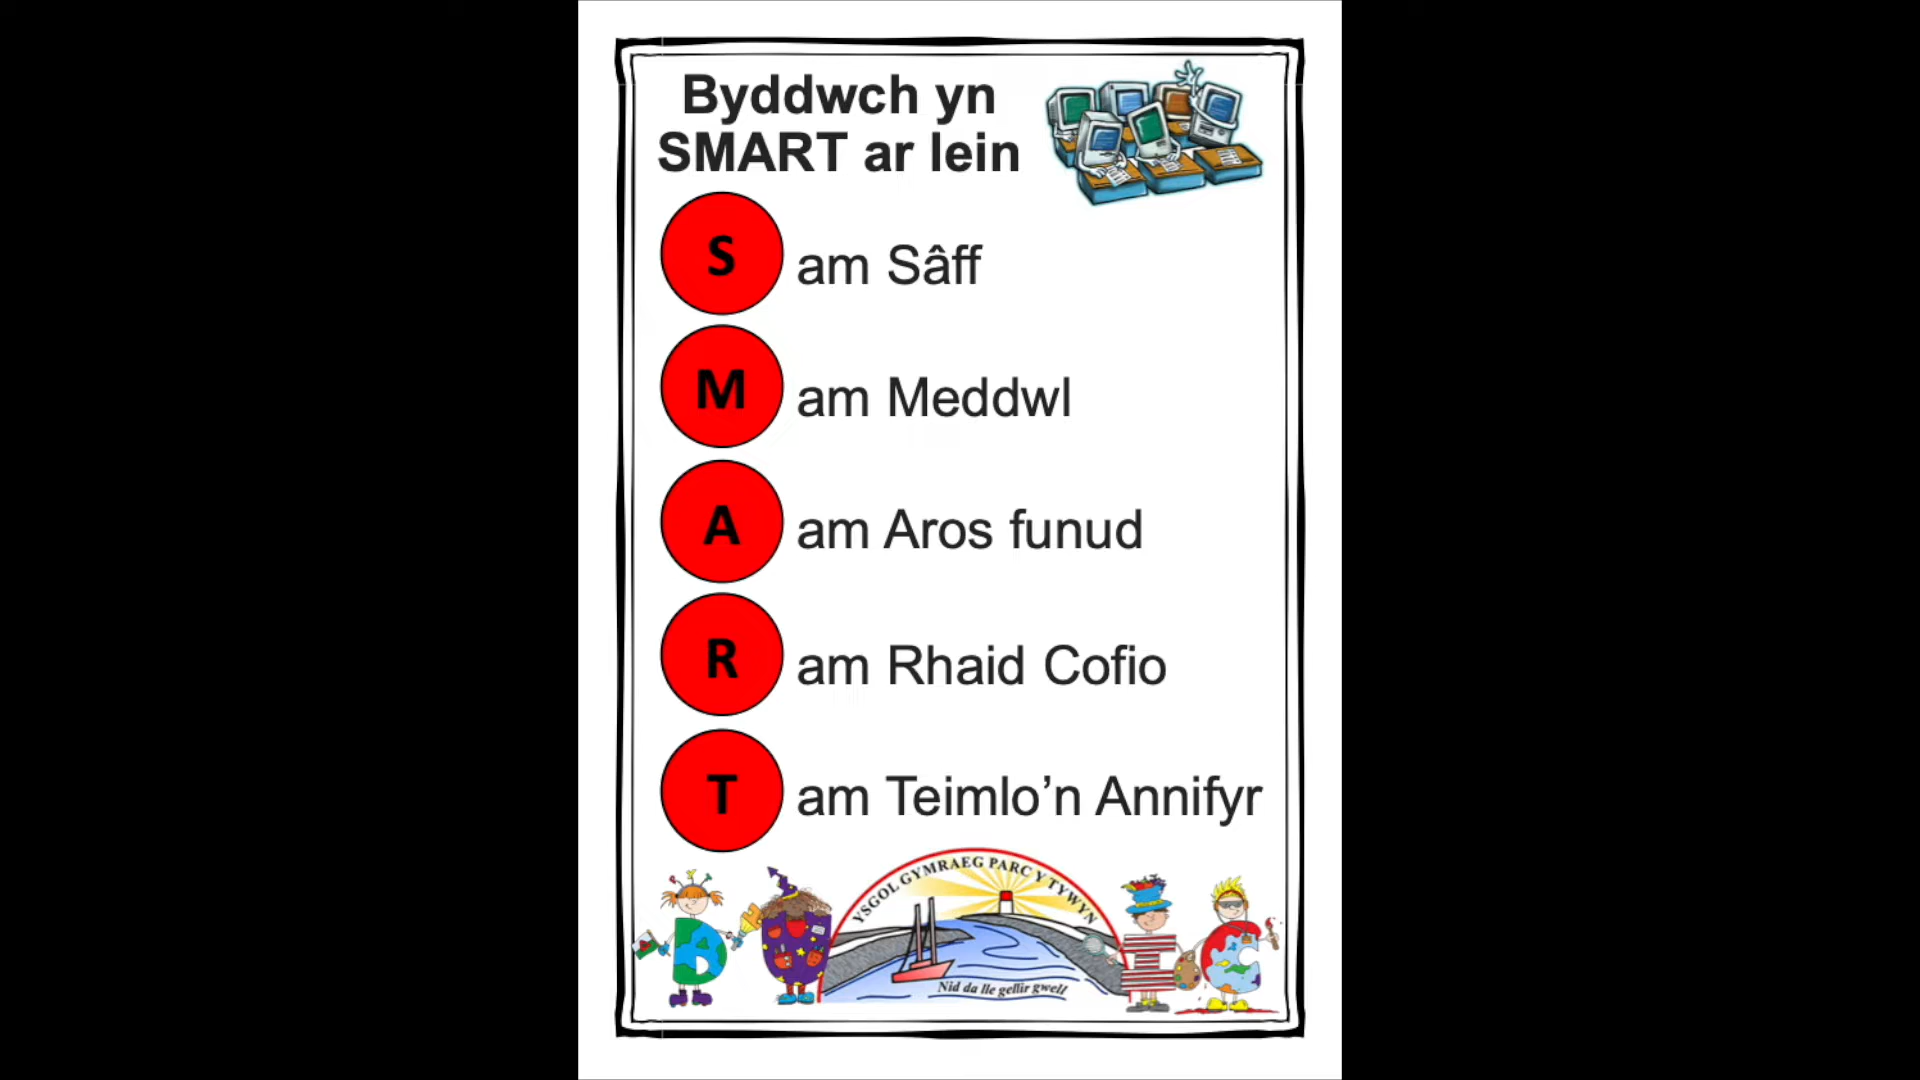 Byddwch yn
SMART ar lein
S am Sâff
M am Meddwl
A am Aros funud
R am Rhaid Cofio
T am Teimlo’n Annifyr
YSGOL GYMRAEG PARC Y TYWYN
Nid da lle gellir gwell